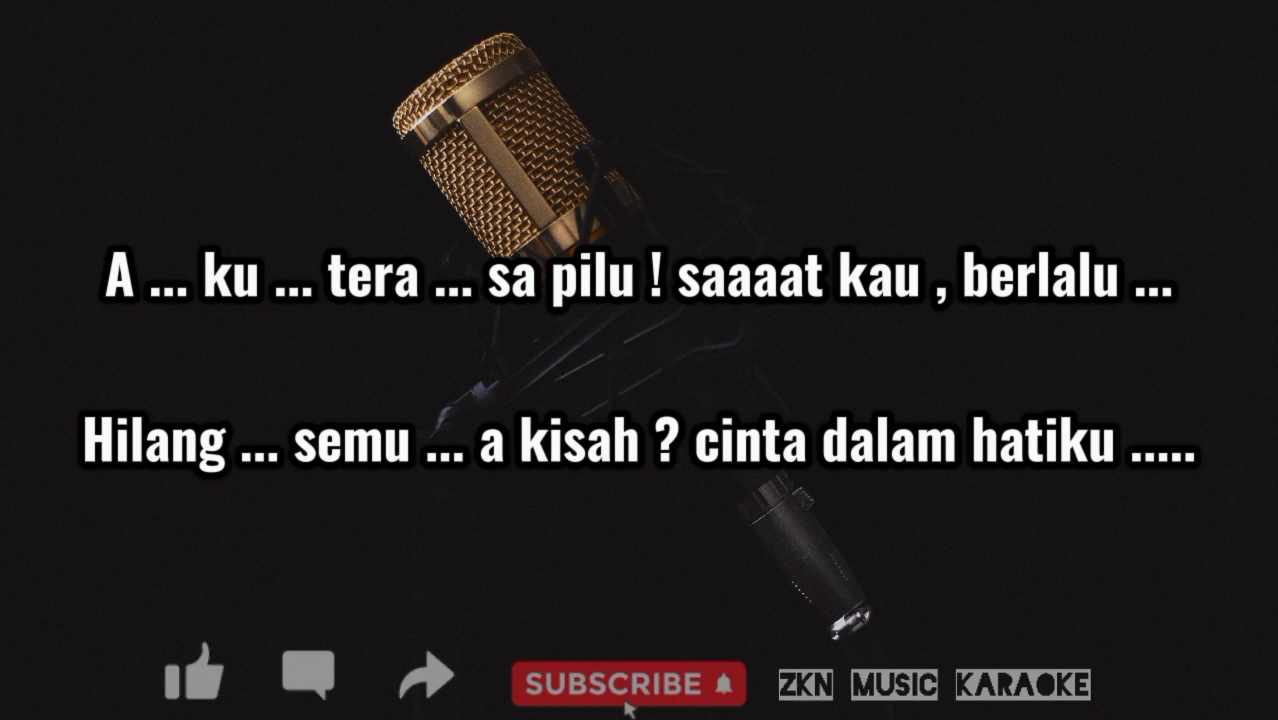 A ... ku ... tera ... sa pilu ! saaaat kau , berlalu ...
Hilang ... semu ... a kisah ? cinta dalam hatiku .....
SUBSCRIBE ZKN MUSIC KARAOKE